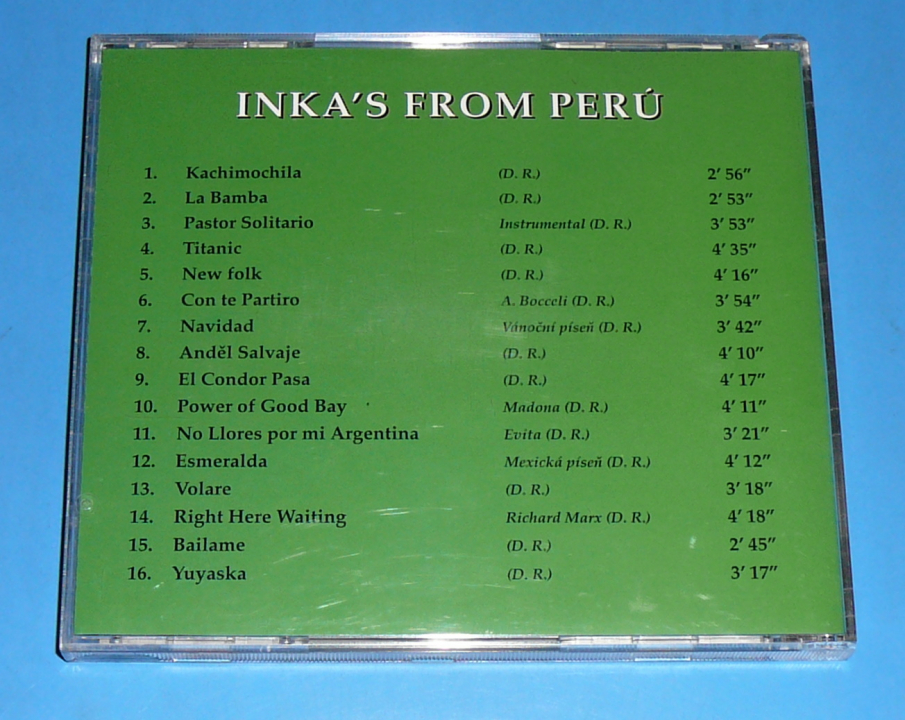 INKA'S FROM PERÚ
1. Kachimochila (D. R.) 2′ 56″
2. La Bamba (D. R.) 2′ 53″
3. Pastor Solitario Instrumental (D. R.) 3′ 53″
4. Titanic (D. R.) 4′ 35″
5. New folk (D. R.) 4′ 16″
6. Con te Partiro A. Bocceli (D. R.) 3′ 54″
7. Navidad Vánoční píseň (D. R.) 3′ 42″
8. Anděl Salvaje (D. R.) 4′ 10″
9. El Condor Pasa (D. R.) 4′ 17″
10. Power of Good Bay Madona (D. R.) 4′ 11″
11. No Llores por mi Argentina Evita (D. R.) 3′ 21″
12. Esmeralda Mexická píseň (D. R.) 4′ 12″
13. Volare (D. R.) 3′ 18″
14. Right Here Waiting Richard Marx (D. R.) 4′ 18″
15. Bailame (D. R.) 2′ 45″
16. Yuyaska (D. R.) 3′ 17″